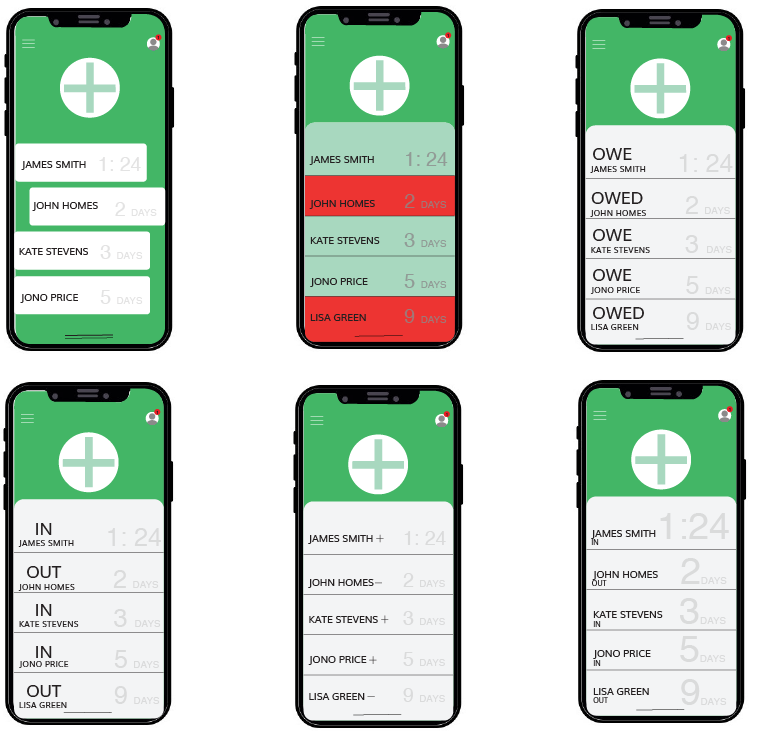 JAMES SMITH 1: 24
JOHN HOMES 2 DAYS
KATE STEVENS 3 DAYS
JONO PRICE 5 DAYS
JAMES SMITH 1: 24
JOHN HOMES 2 DAYS
KATE STEVENS 3 DAYS
JONO PRICE 5 DAYS
LISA GREEN 9 DAYS
OWE
JAMES SMITH 1: 24
OWED
JOHN HOMES 2 DAYS
OWE
KATE STEVENS 3 DAYS
OWE
JONO PRICE 5 DAYS
OWED
LISA GREEN 9 DAYS
IN
JAMES SMITH 1: 24
OUT
JOHN HOMES 2 DAYS
IN
KATE STEVENS 3 DAYS
IN
JONO PRICE 5 DAYS
OUT
LISA GREEN 9 DAYS
JAMES SMITH + 1: 24
JOHN HOMES− 2 DAYS
KATE STEVENS + 3 DAYS
JONO PRICE + 5 DAYS
LISA GREEN − 9 DAYS
JAMES SMITH 1:24
IN
JOHN HOMES 2 DAYS
OUT
KATE STEVENS 3 DAYS
IN
JONO PRICE 5 DAYS
IN
LISA GREEN 9 DAYS
OUT